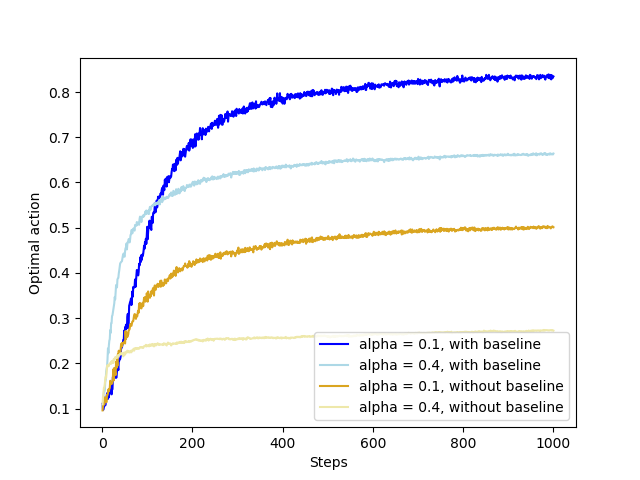 0.8
0.7
0.6
0.5
0.4
0.3
0.2
0.1
Optimal action
alpha = 0.1, with baseline
alpha = 0.4, with baseline
alpha = 0.1, without baseline
alpha = 0.4, without baseline
0 200 400 600 800 1000
Steps